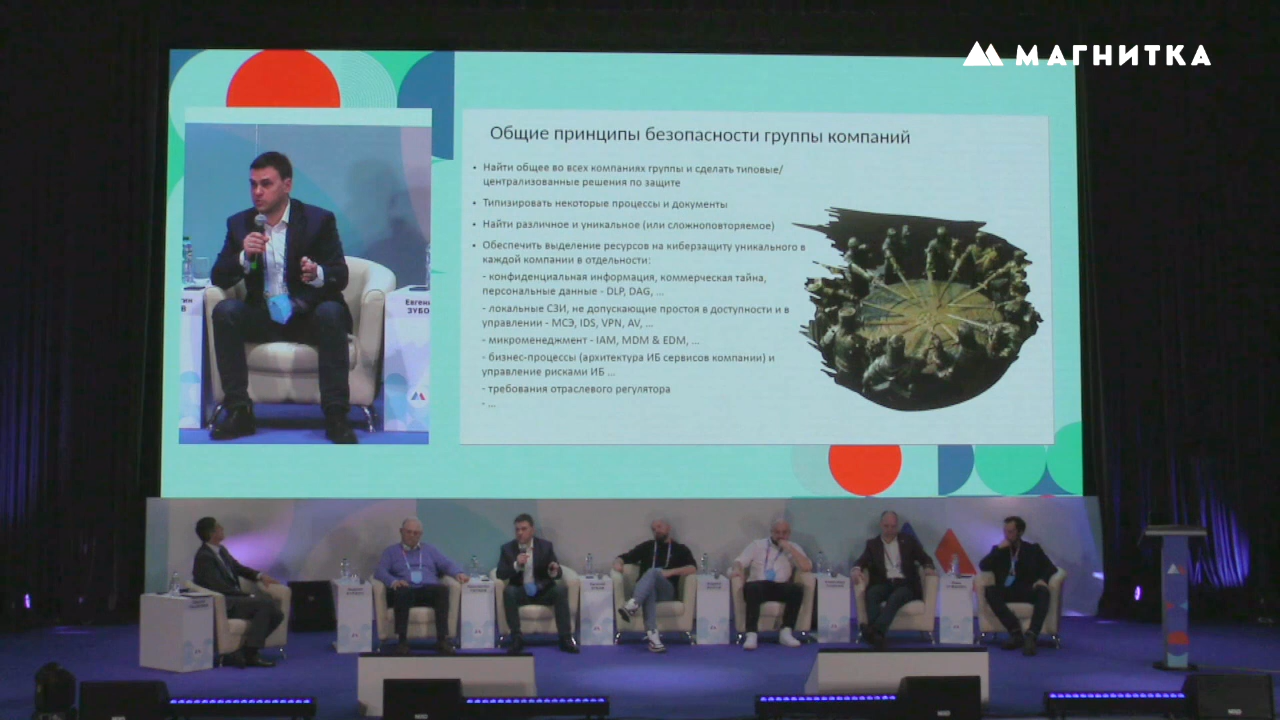 МАГНИТКА
Общие принципы безопасности группы компаний
• Найти общее во всех компаниях группы и сделать типовые/
централизованные решения по защите
• Типизировать некоторые процессы и документы
• Найти различное и уникальное (или сложноповторяемое)
• Обеспечить выделение ресурсов на киберзащиту уникального в
каждой компании в отдельности:
- конфиденциальная информация, коммерческая тайна,
персональные данные - DLP, DAG, ...
- локальные СЗИ, не допускающие простоя в доступности и в
управлении - МСЭ, IDS, VPN, AV, ...
- микроменеджмент - IAM, MDM & EDM, ...
- бизнес-процессы (архитектура ИБ сервисов компании) и
управление рисками ИБ ...
- требования отраслевого регулятора
- ...